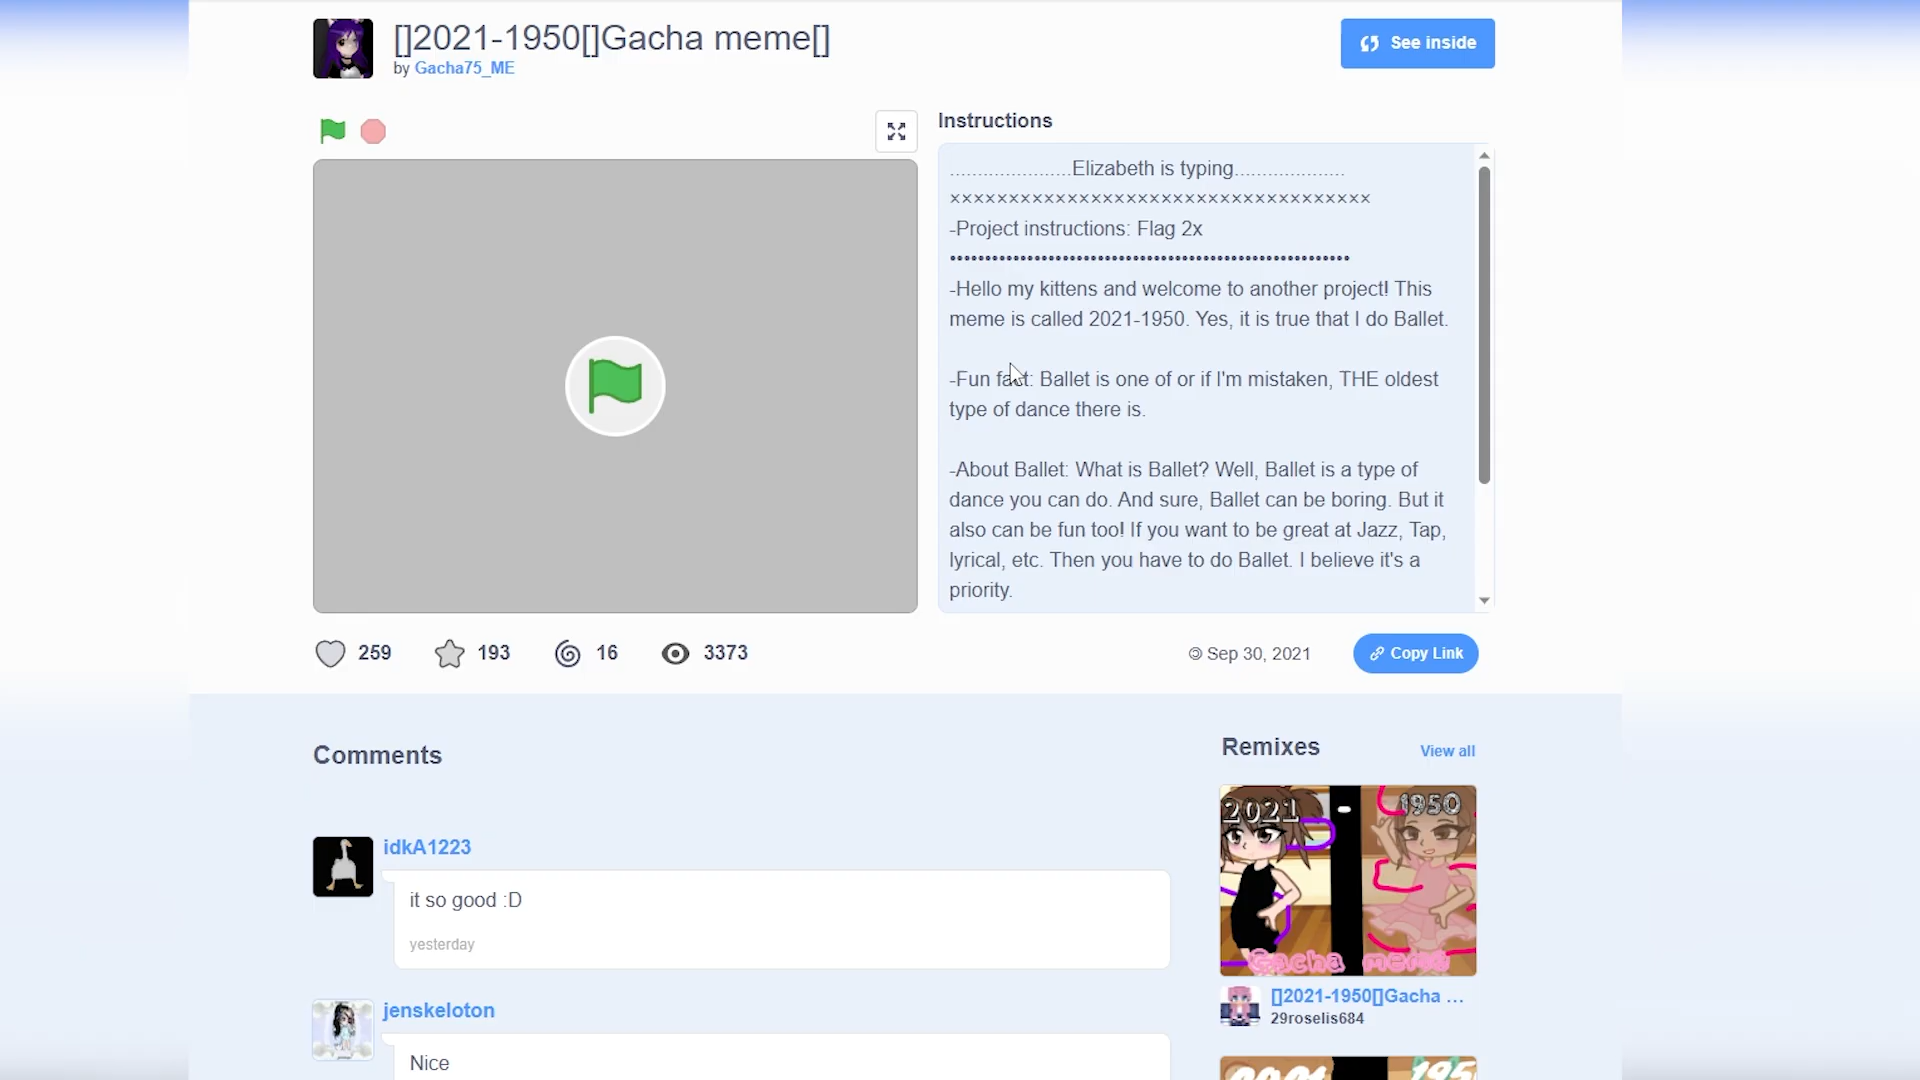 []2021-1950[]Gacha meme[]
by Gacha75_ME
See inside
Instructions
......................Elizabeth is typing....................
××××××××××××××××××××××××××××××××××××
-Project instructions: Flag 2x
•••••••••••••••••••••••••••••••••••••••••••••••••••••••••
-Hello my kittens and welcome to another project! This
meme is called 2021-1950. Yes, it is true that I do Ballet.
-Fun fact: Ballet is one of or if I'm mistaken, THE oldest
type of dance there is.
-About Ballet: What is Ballet? Well, Ballet is a type of
dance you can do. And sure, Ballet can be boring. But it
also can be fun too! If you want to be great at Jazz, Tap,
lyrical, etc. Then you have to do Ballet. I believe it's a
priority.
259
193
16
3373
Sep 30, 2021
Copy Link
Comments
idkA1223
it so good :D
yesterday
jenskeloton
Nice
Remixes
View all
2021 - 1950
Gacha meme
[]2021-1950[]Gacha ...
29roselis684